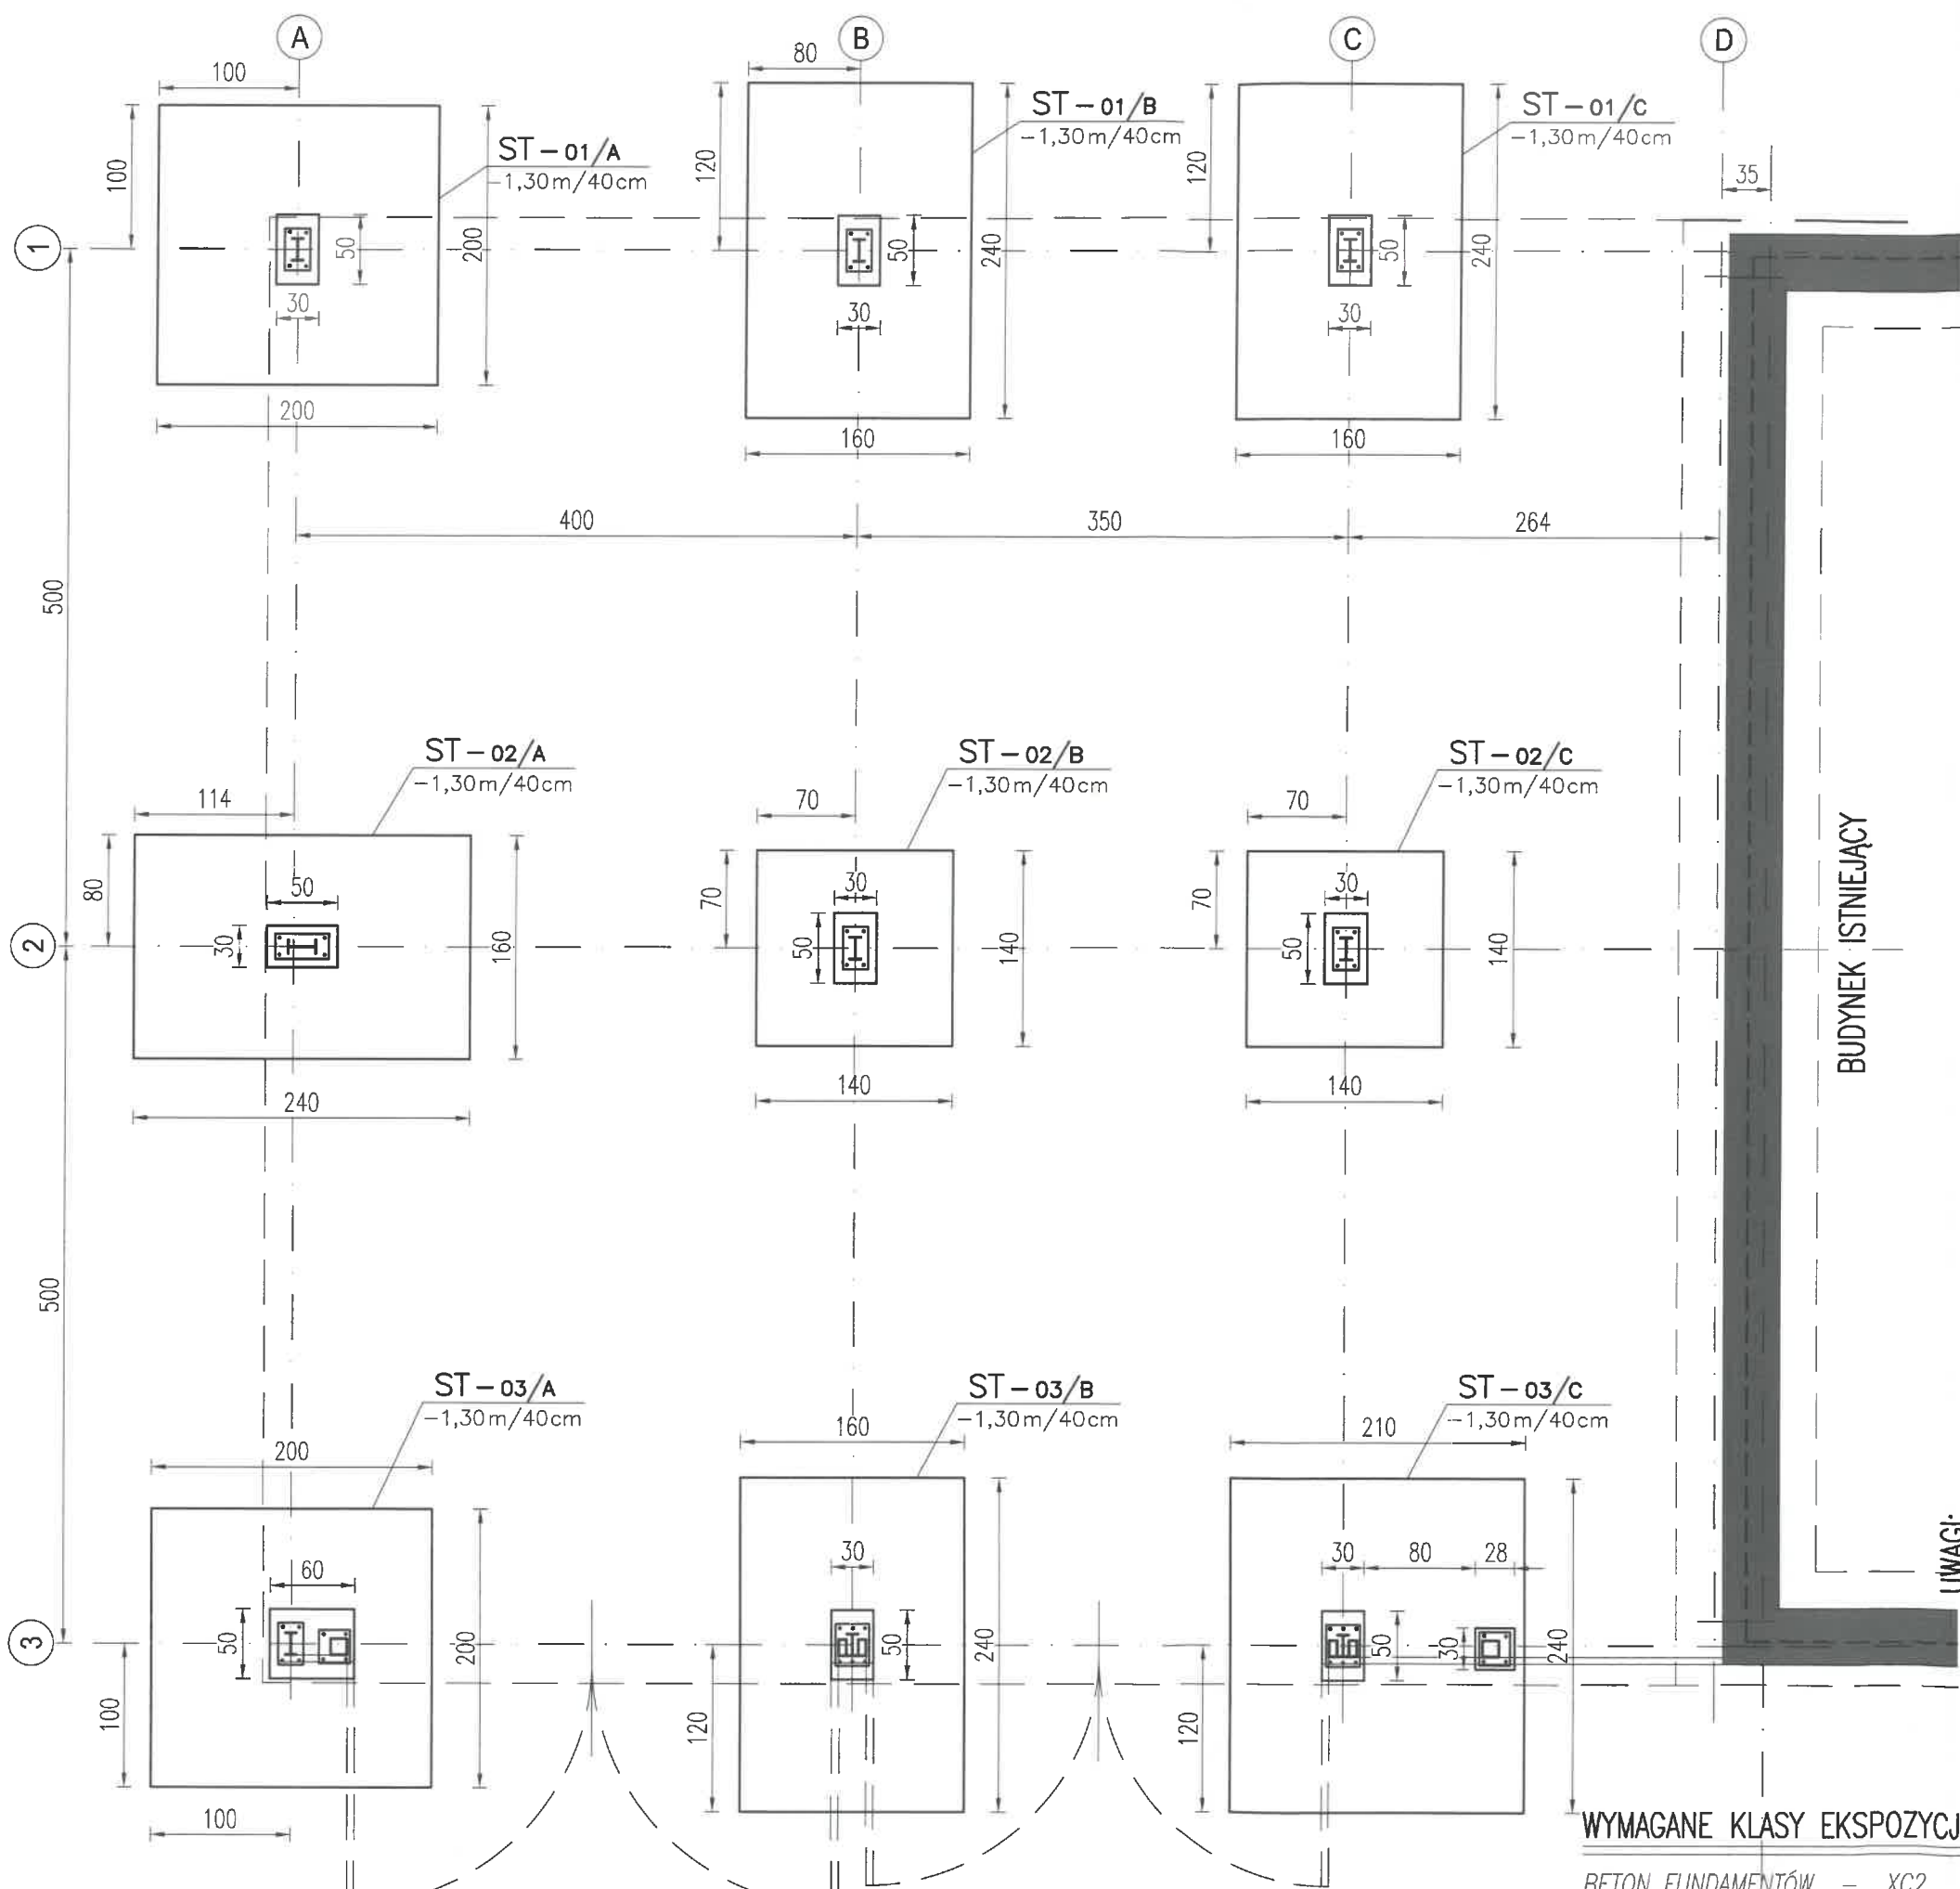 A
B
C
D
100
80
ST-01/A
-1,30m/40cm
ST-01/B
-1,30m/40cm
ST-01/C
-1,30m/40cm
100
120
120
35
1
50
200
50
240
50
240
30
30
30
200
160
160
400
350
264
500
ST-02/A
-1,30m/40cm
ST-02/B
-1,30m/40cm
ST-02/C
-1,30m/40cm
114
70
70
80
50
70
30
70
30
2
30
160
50
140
50
140
240
140
140
BUDYNEK ISTNIEJĄCY
500
ST-03/A
-1,30m/40cm
ST-03/B
-1,30m/40cm
ST-03/C
-1,30m/40cm
200
160
210
60
30
30
80
28
UWAGI:
3
50
200
50
240
50
30
240
100
120
120
100
WYMAGANE KLASY EKSPOZYCJ
BETON FUNDAMENTÓW – XC2